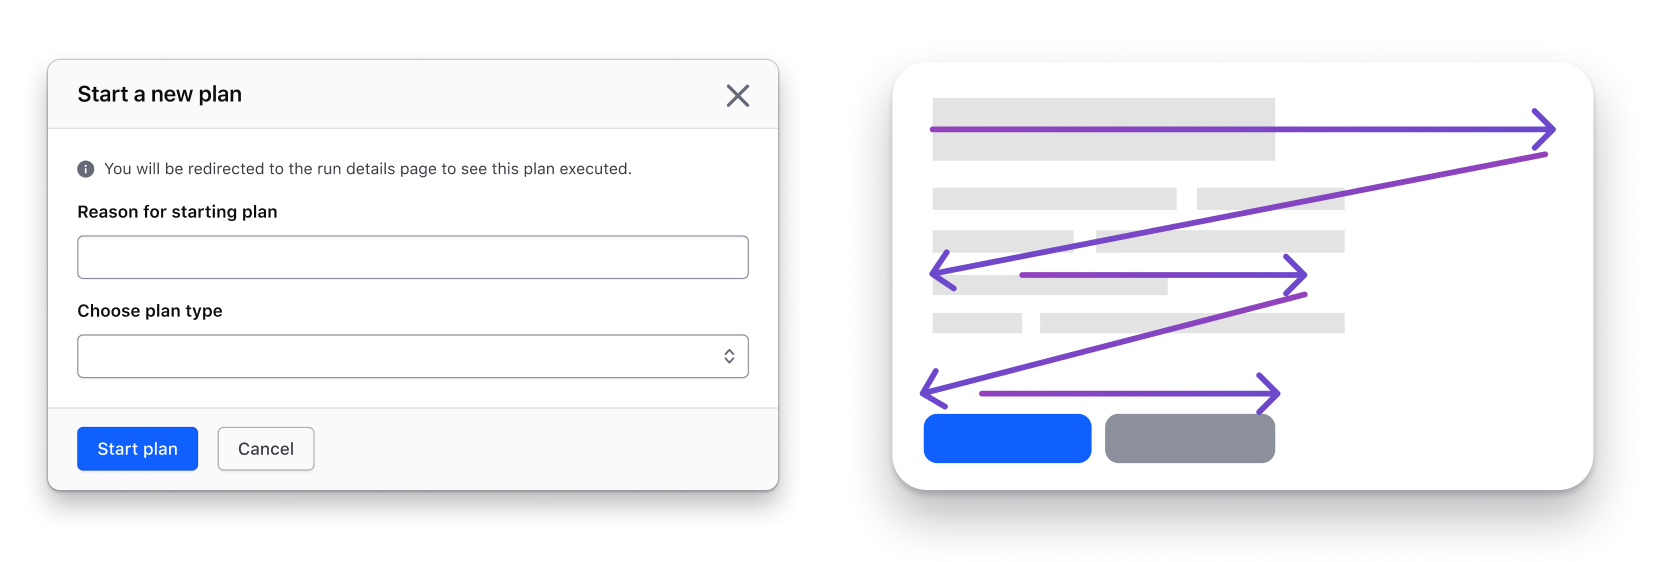 Start a new plan
You will be redirected to the run details page to see this plan executed.
Reason for starting plan
Choose plan type
Start plan
Cancel